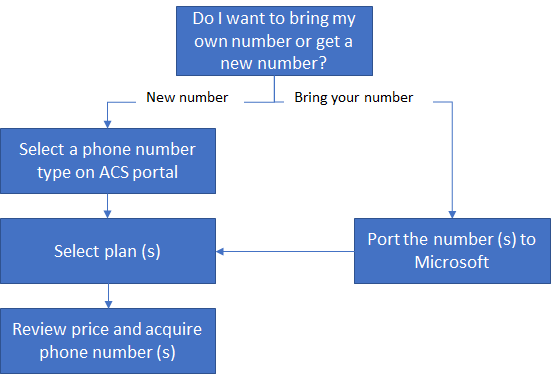 Do I want to bring my
own number or get a
new number?
New number
Bring your number
Select a phone number
type on ACS portal
Select plan (s)
Port the number (s) to
Microsoft
Review price and acquire
phone number (s)